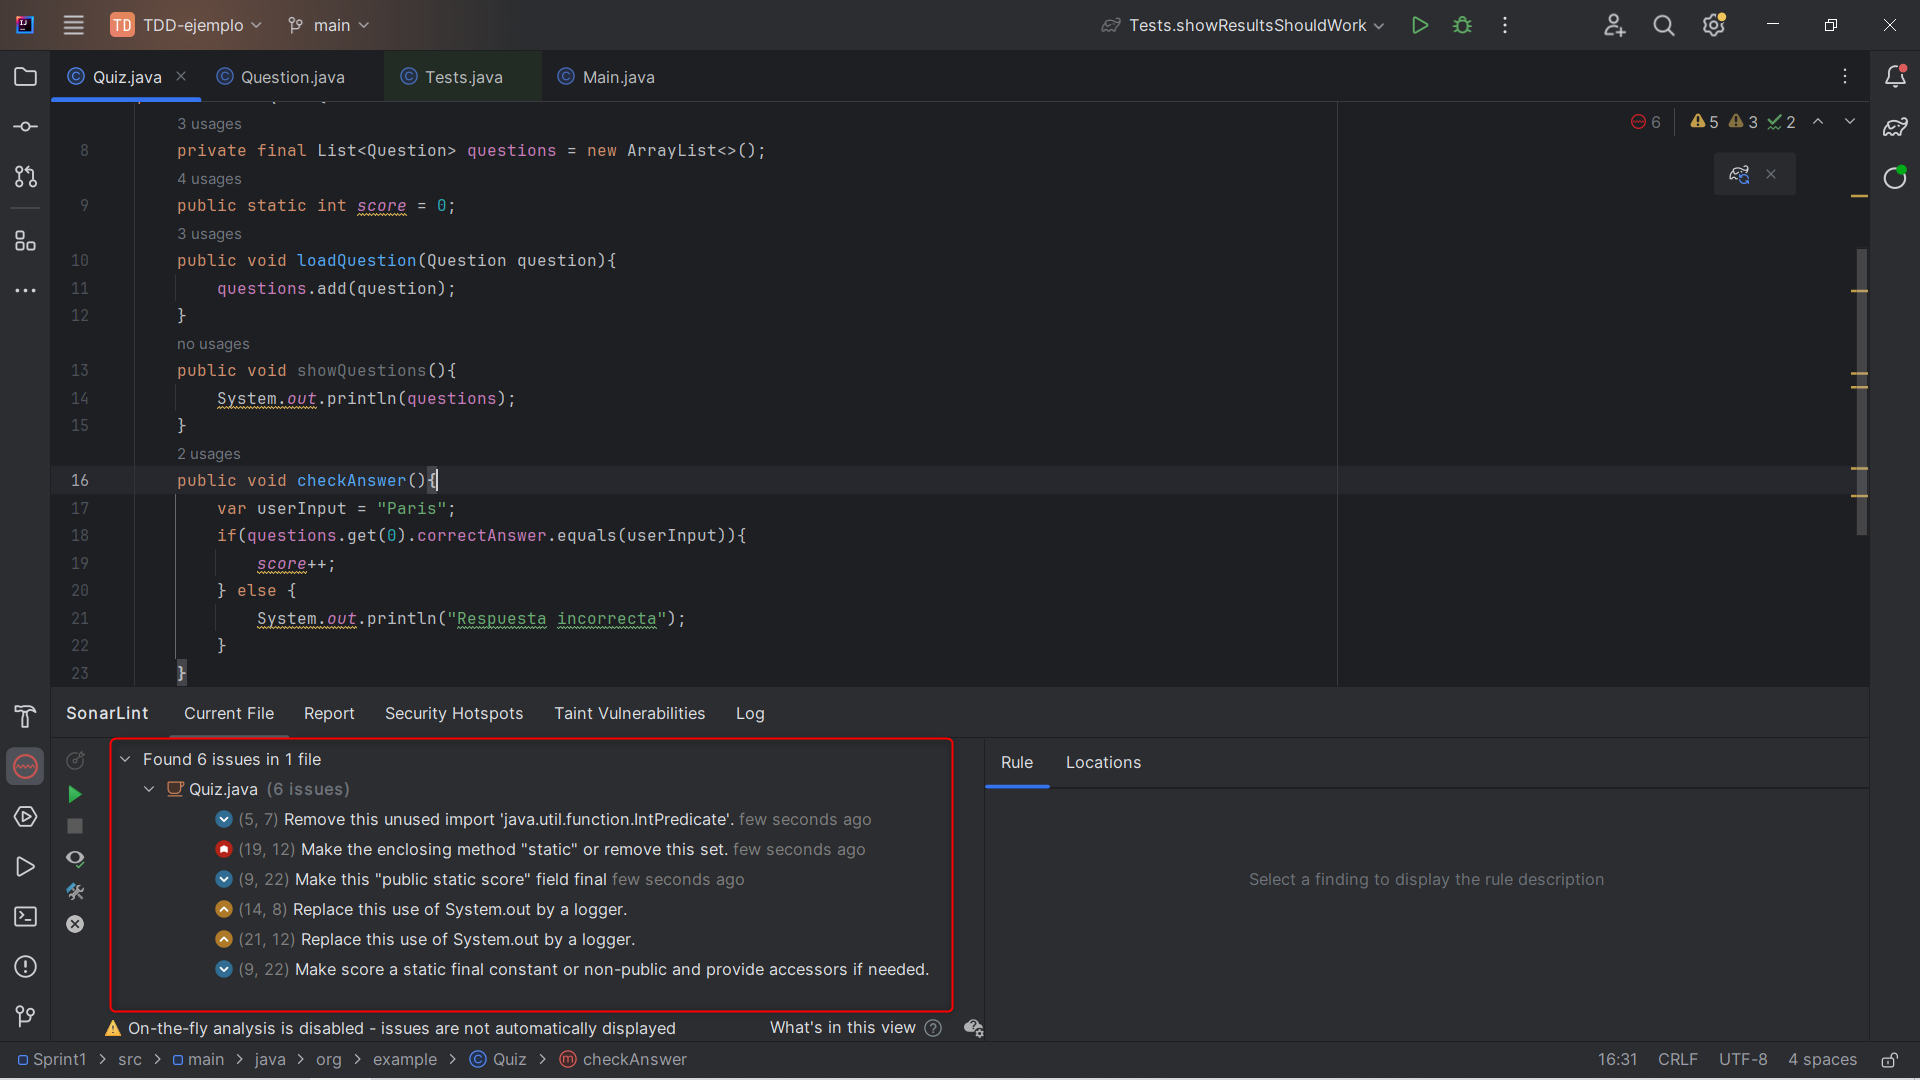 TD TDD-ejemplo main Tests.showResultsShouldWork
Quiz.java Question.java Tests.java Main.java
3 usages
6 5 3 2
8 private final List<Question> questions = new ArrayList<>();
4 usages
9 public static int score = 0;
3 usages
10 public void loadQuestion(Question question){
11 questions.add(question);
12 }
no usages
13 public void showQuestions(){
14 System.out.println(questions);
15 }
2 usages
16 public void checkAnswer(){
17 var userInput = "Paris";
18 if(questions.get(0).correctAnswer.equals(userInput)){
19 score++;
20 } else {
21 System.out.println("Respuesta incorrecta");
22 }
23 }
SonarLint Current File Report Security Hotspots Taint Vulnerabilities Log
Found 6 issues in 1 file
Quiz.java (6 issues)
(5, 7) Remove this unused import 'java.util.function.IntPredicate'. few seconds ago
(19, 12) Make the enclosing method "static" or remove this set. few seconds ago
(9, 22) Make this "public static score" field final few seconds ago
(14, 8) Replace this use of System.out by a logger.
(21, 12) Replace this use of System.out by a logger.
(9, 22) Make score a static final constant or non-public and provide accessors if needed.
Rule Locations
Select a finding to display the rule description
On-the-fly analysis is disabled - issues are not automatically displayed What's in this view
Sprint1 > src > main > java > org > example > Quiz > checkAnswer 16:31 CRLF UTF-8 4 spaces